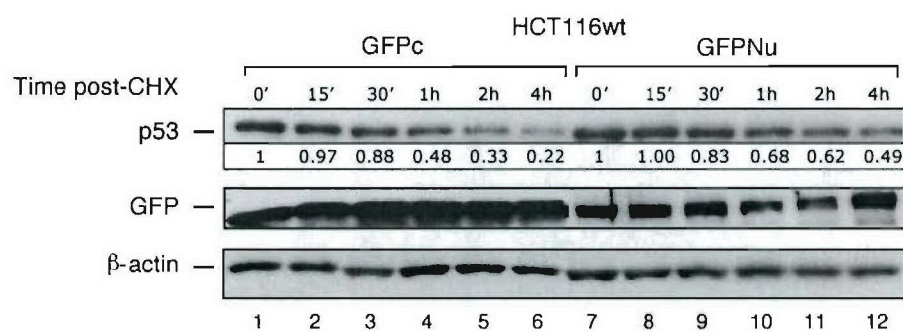 HCT116wt
GFPc GFPNu
Time post-CHX 0' 15' 30' 1h 2h 4h 0' 15' 30' 1h 2h 4h
p53
1 0.97 0.88 0.48 0.33 0.22 1 1.00 0.83 0.68 0.62 0.49
GFP
β-actin
1 2 3 4 5 6 7 8 9 10 11 12